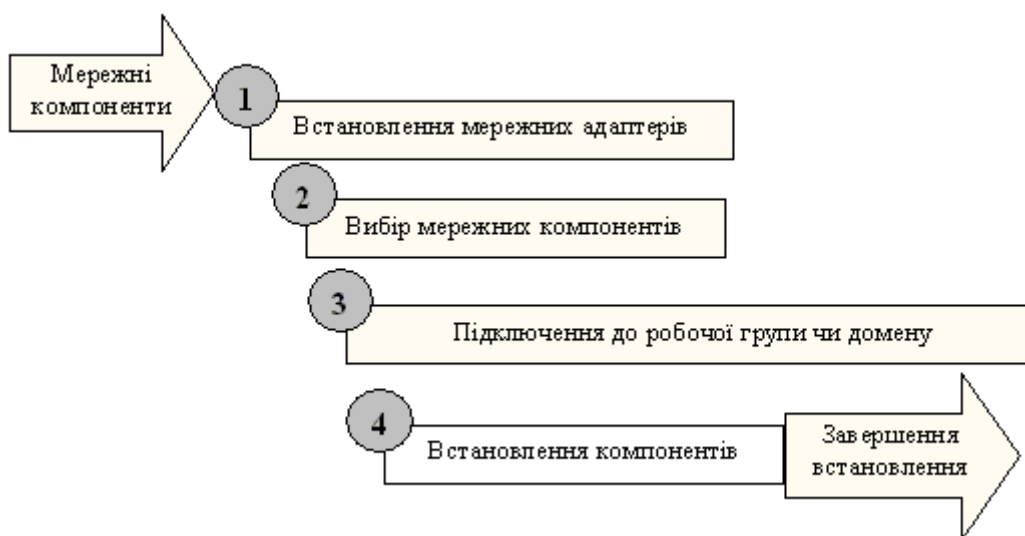 Мережні
компоненти
1
Встановлення мережних адаптерів
2
Вибір мережних компонентів
3
Підключення до робочої групи чи домену
4
Встановлення компонентів
Завершення
встановлення